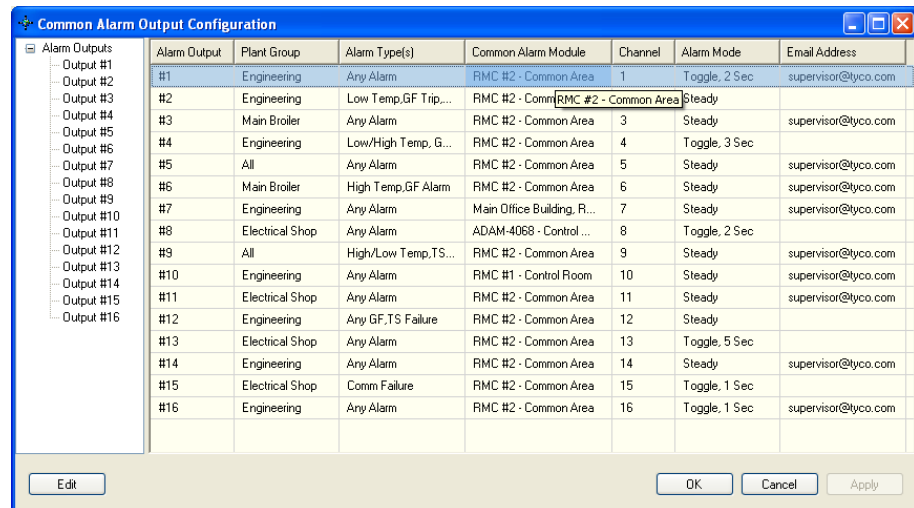 Common Alarm Output Configuration
Alarm Outputs
Output #1
Output #2
Output #3
Output #4
Output #5
Output #6
Output #7
Output #8
Output #9
Output #10
Output #11
Output #12
Output #13
Output #14
Output #15
Output #16
Alarm Output Plant Group Alarm Type(s) Common Alarm Module Channel Alarm Mode Email Address
#1 Engineering Any Alarm RMC #2 - Common Area 1 Toggle, 2 Sec supervisor@tyco.com
#2 Engineering Low Temp,GF Trip,... RMC #2 - Comm RMC #2 - Common Area Steady
#3 Main Broiler Any Alarm RMC #2 - Common Area 3 Steady supervisor@tyco.com
#4 Engineering Low/High Temp, G... RMC #2 - Common Area 4 Toggle, 3 Sec
#5 All Any Alarm RMC #2 - Common Area 5 Steady supervisor@tyco.com
#6 Main Broiler High Temp,GF Alarm RMC #2 - Common Area 6 Steady supervisor@tyco.com
#7 Engineering Any Alarm Main Office Building, R... 7 Steady supervisor@tyco.com
#8 Electrical Shop Any Alarm ADAM-4068 - Control ... 8 Toggle, 2 Sec
#9 All High/Low Temp,TS... RMC #2 - Common Area 9 Steady supervisor@tyco.com
#10 Engineering Any Alarm RMC #1 - Control Room 10 Steady supervisor@tyco.com
#11 Electrical Shop Any Alarm RMC #2 - Common Area 11 Steady supervisor@tyco.com
#12 Engineering Any GF,TS Failure RMC #2 - Common Area 12 Steady
#13 Electrical Shop Any Alarm RMC #2 - Common Area 13 Toggle, 5 Sec
#14 Engineering Any Alarm RMC #2 - Common Area 14 Steady supervisor@tyco.com
#15 Electrical Shop Comm Failure RMC #2 - Common Area 15 Toggle, 1 Sec
#16 Engineering Any Alarm RMC #2 - Common Area 16 Toggle, 1 Sec supervisor@tyco.com
Edit OK Cancel Apply